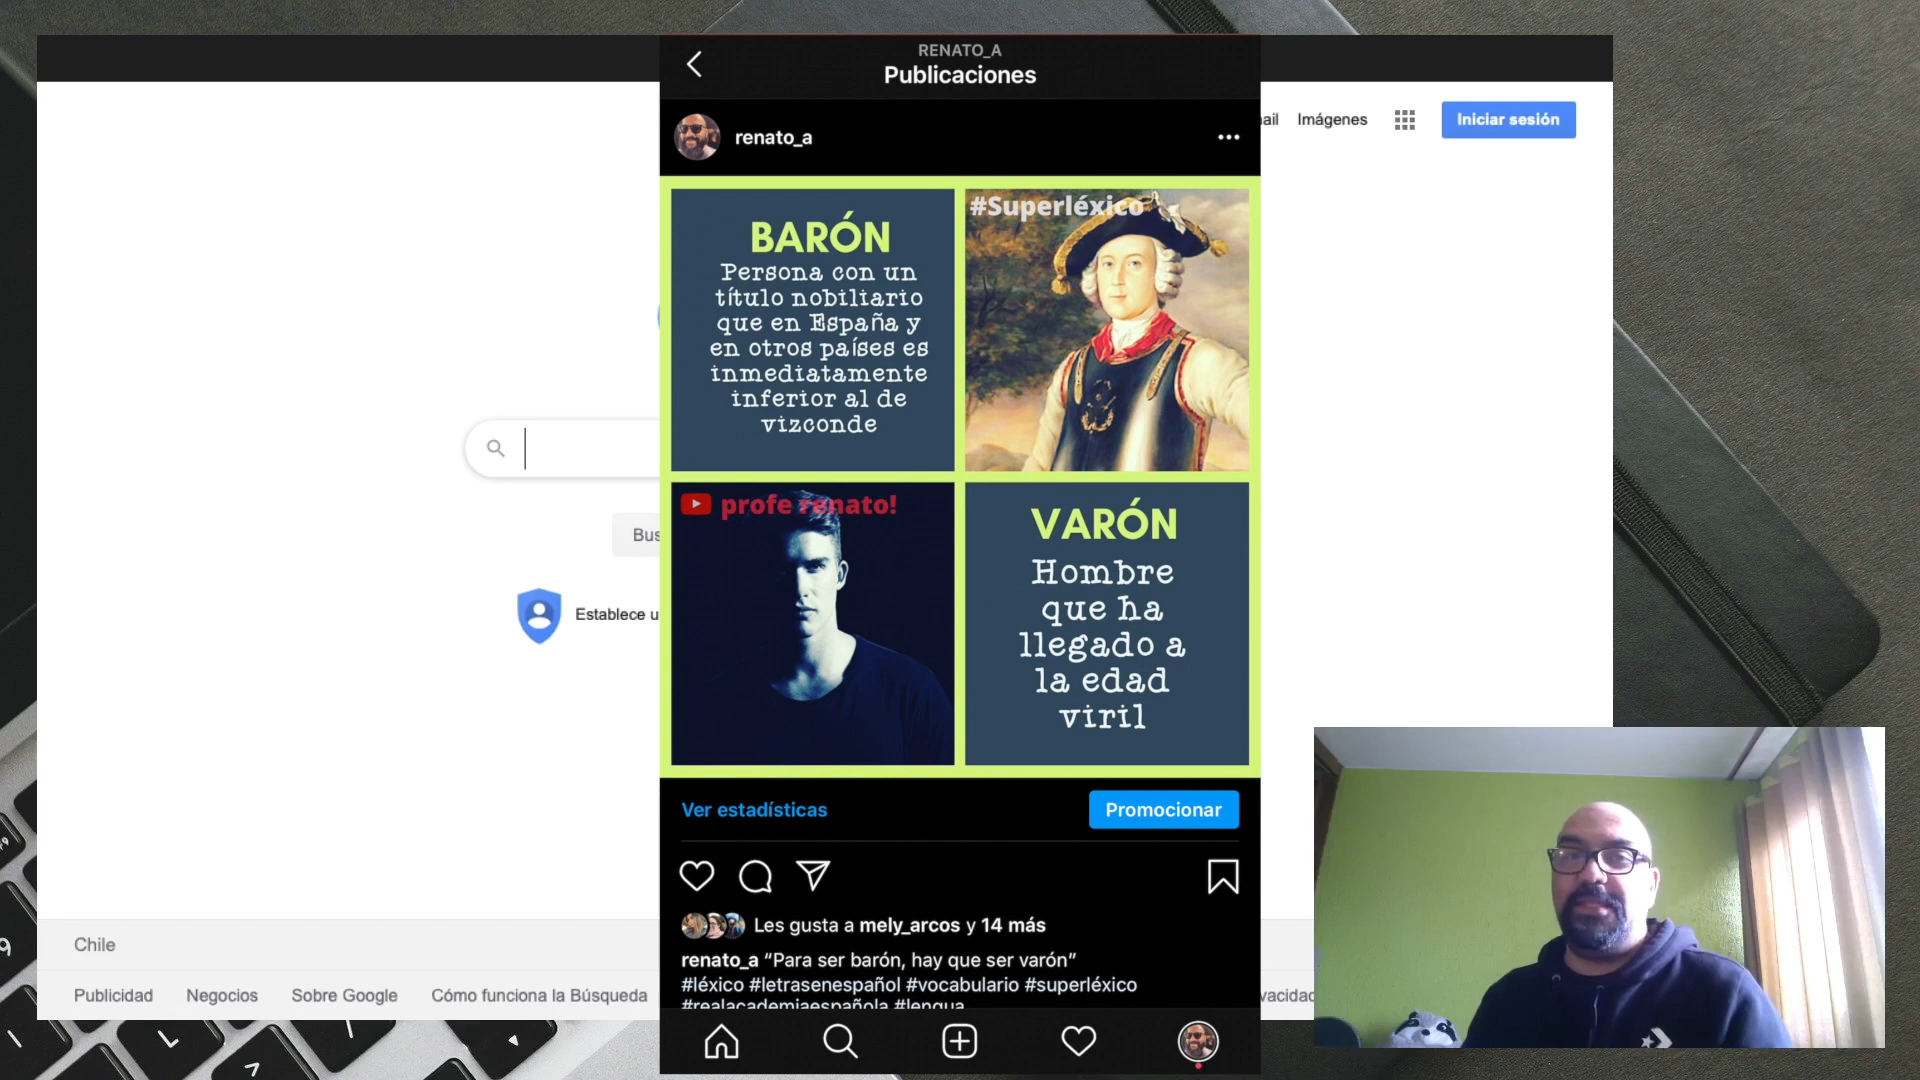 RENATO_A
Publicaciones
renato_a
Imágenes
Iniciar sesión
#Superléxico
BARÓN
Persona con un
título nobiliario
que en España y
en otros países es
inmediatamente
inferior al de
vizconde
profe renato!
VARÓN
Hombre
que ha
llegado a
la edad
viril
Establece u
Ver estadísticas
Promocionar
Les gusta a mely_arcos y 14 más
renato_a “Para ser barón, hay que ser varón”
#léxico #letrasenespañol #vocabulario #superléxico
#realacademiaespañola #lengua
Chile
Publicidad
Negocios
Sobre Google
Cómo funciona la Búsqueda